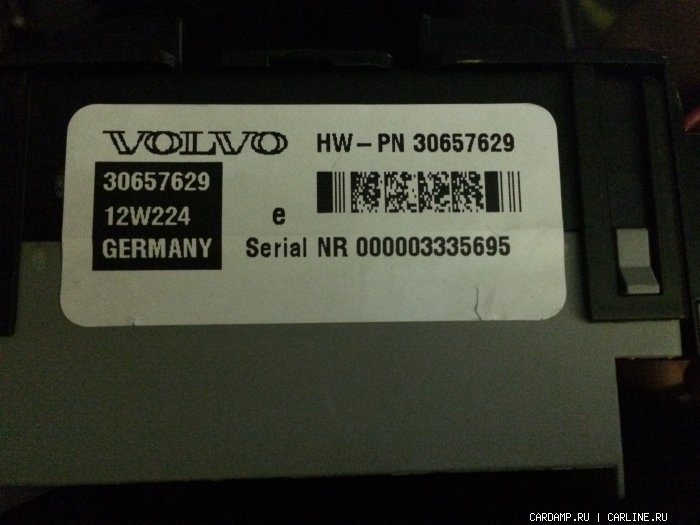 VOLVO HW-PN 30657629
30657629
12W224 e
GERMANY Serial NR 000003335695
CARDAMP.RU | CARLINE.RU